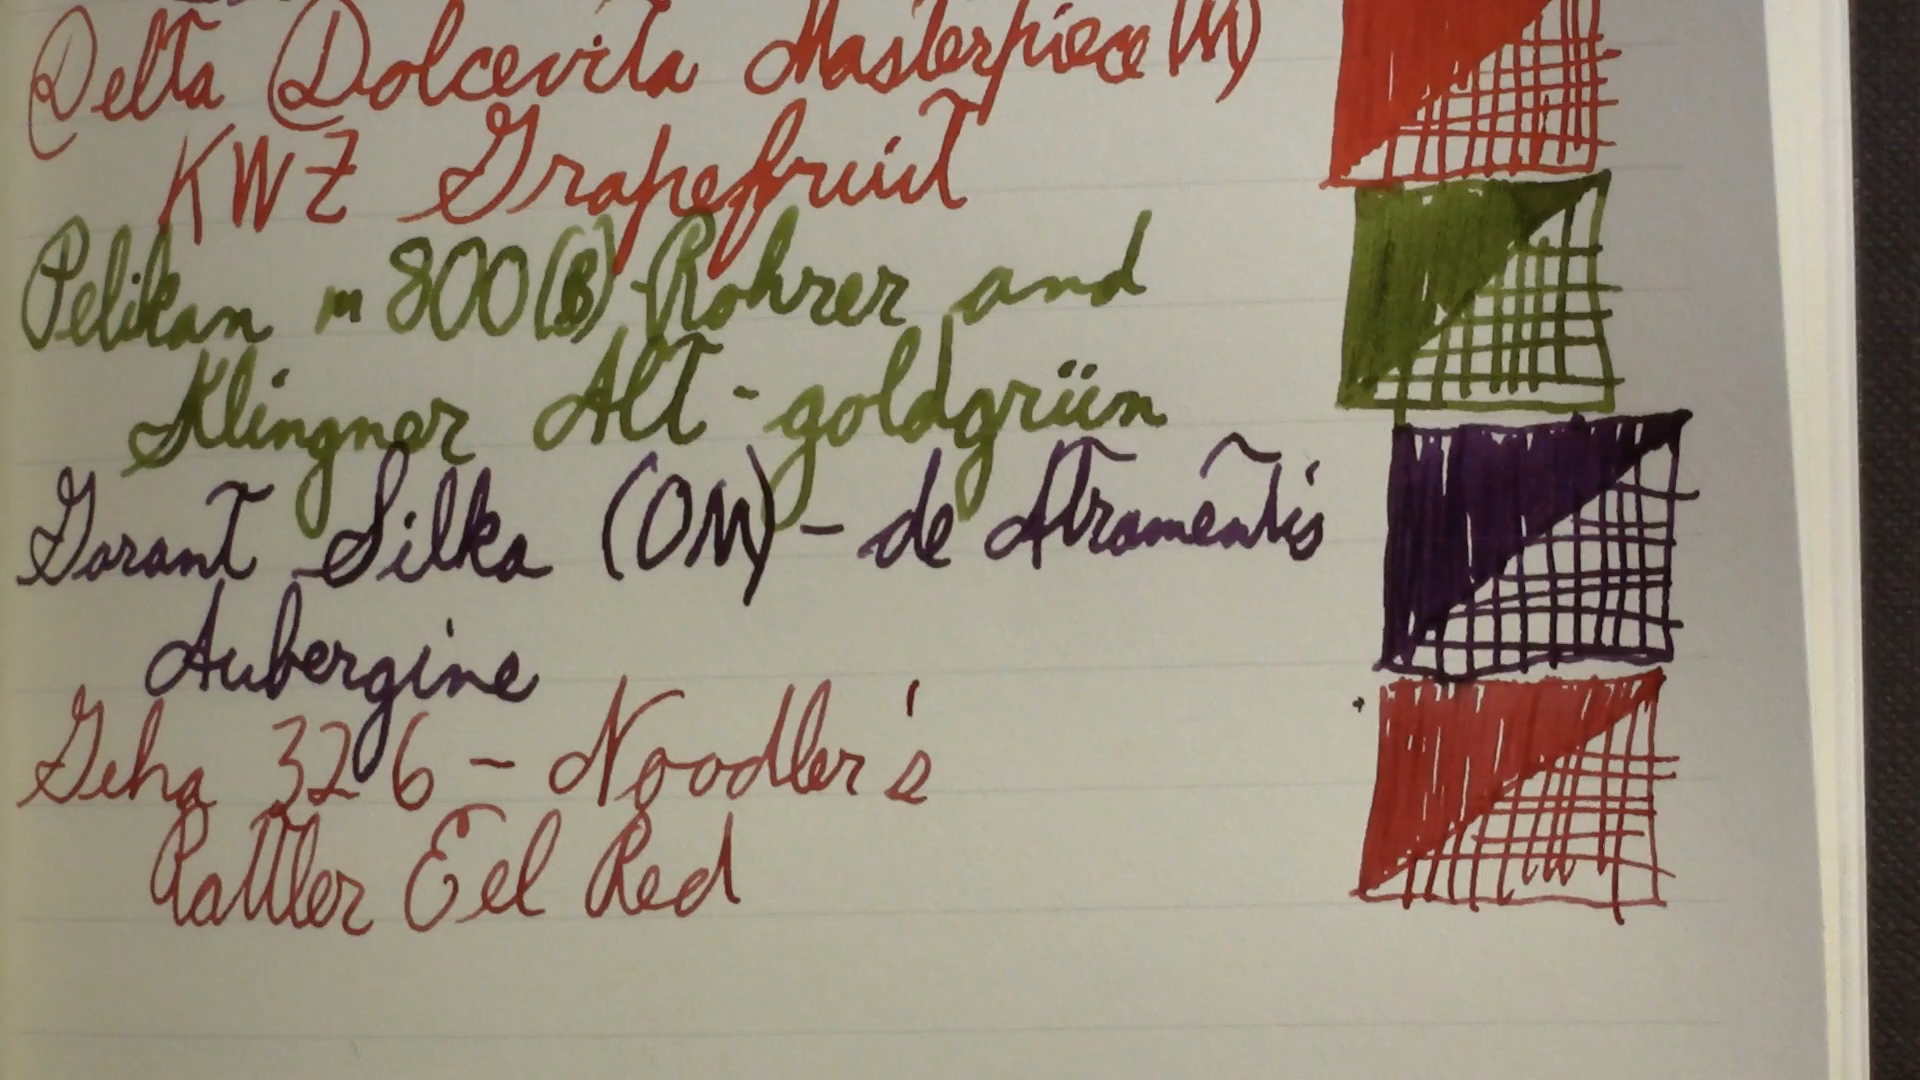 Delta Dolcevita Masterpiece (M)
KWZ Grapefruit
Pelikan m800 (B) - Rohrer and
Klingner Alt-goldgrün
Garant Silka (OM) - de Atramentis
Aubergine
Geha 326 - Noodler's
Rattler Eel Red